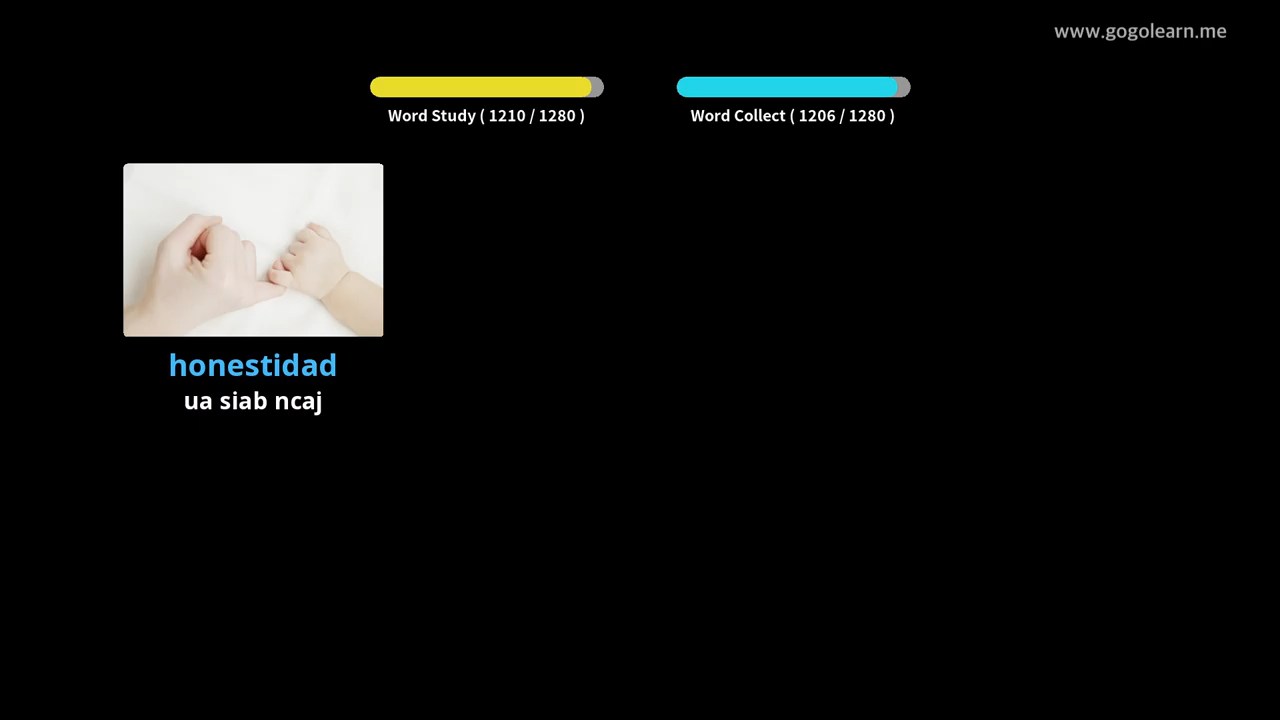 www.gogolearn.me
Word Study ( 1210 / 1280 )
Word Collect ( 1206 / 1280 )
honestidad
ua siab ncaj